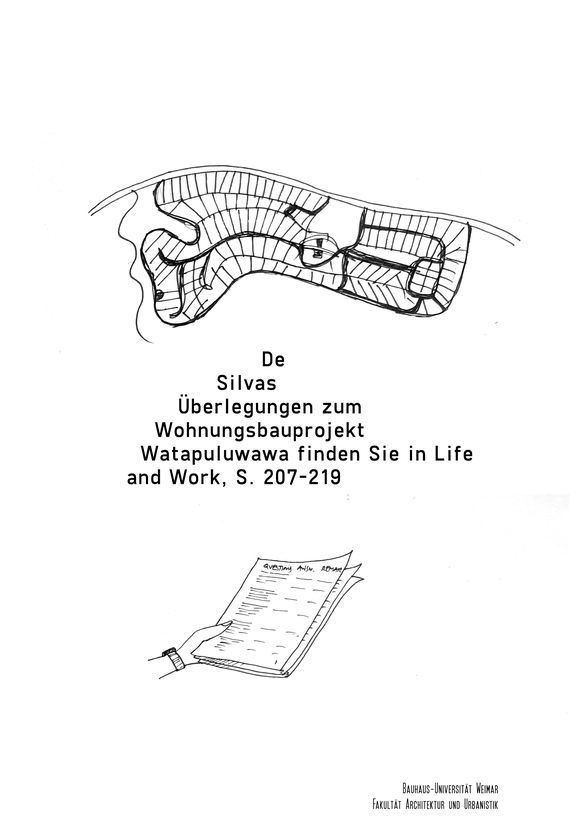 De
Silvas
Überlegungen zum
Wohnungsbauprojekt
Watapuluwawa finden Sie in Life
and Work, S. 207-219
QUESTIONS ANSW. REMAR
BAUHAUS-UNIVERSITÄT WEIMAR
FAKULTÄT ARCHITEKTUR UND URBANISTIK